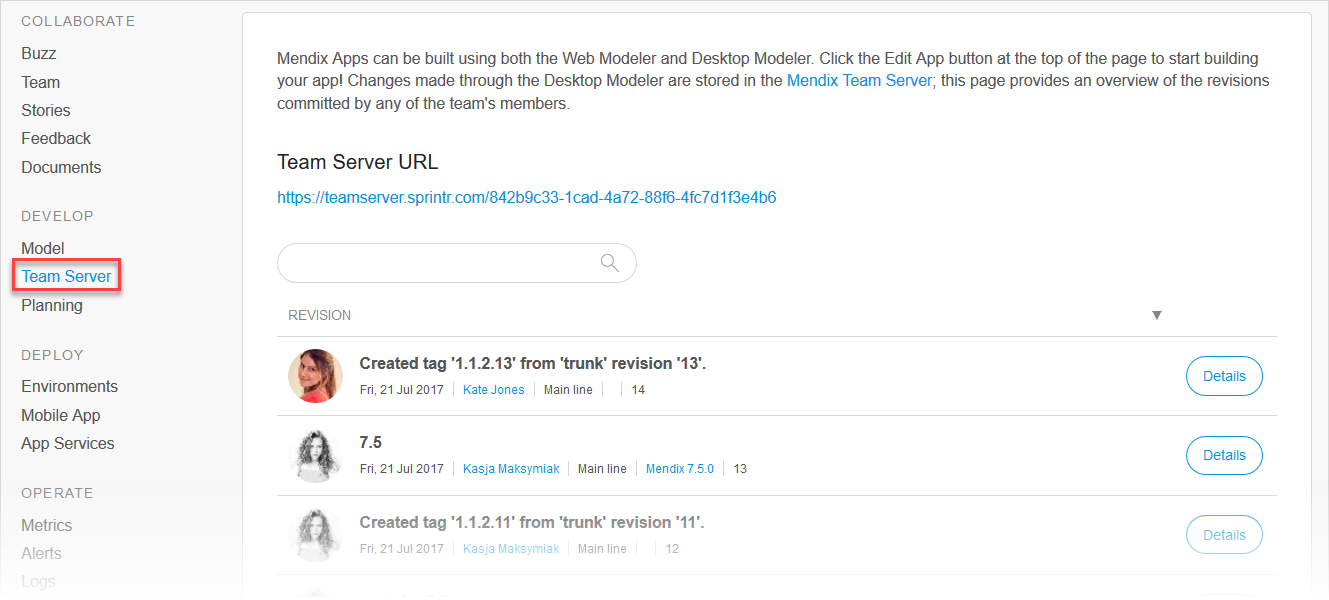 COLLABORATE
Buzz
Team
Stories
Feedback
Documents
DEVELOP
Model
Team Server
Planning
DEPLOY
Environments
Mobile App
App Services
OPERATE
Metrics
Alerts
Logs
Mendix Apps can be built using both the Web Modeler and Desktop Modeler. Click the Edit App button at the top of the page to start building
your app! Changes made through the Desktop Modeler are stored in the Mendix Team Server; this page provides an overview of the revisions
committed by any of the team's members.
Team Server URL
https://teamserver.sprintr.com/842b9c33-1cad-4a72-88f6-4fc7d1f3e4b6
REVISION
Created tag '1.1.2.13' from 'trunk' revision '13'.
Fri, 21 Jul 2017 Kate Jones Main line 14
Details
7.5
Fri, 21 Jul 2017 Kasja Maksymiak Main line Mendix 7.5.0 13
Details
Created tag '1.1.2.11' from 'trunk' revision '11'.
Fri, 21 Jul 2017 Kasja Maksymiak Main line 12
Details